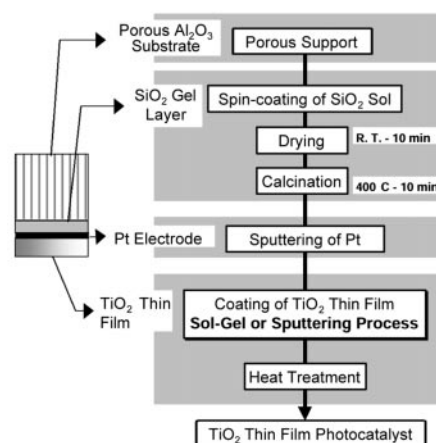 Porous Al₂O₃
Substrate
Porous Support
SiO₂ Gel
Layer
Spin-coating of SiO₂ Sol
Drying
R. T. - 10 min
Calcination
400 C - 10 min
Pt Electrode
Sputtering of Pt
TiO₂ Thin
Film
Coating of TiO₂ Thin Film
Sol-Gel or Sputtering Process
Heat Treatment
TiO₂ Thin Film Photocatalyst